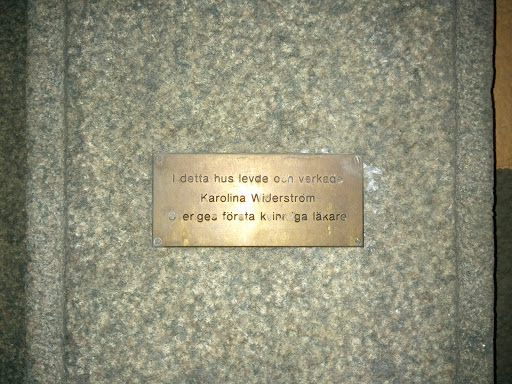 I detta hus levde och verkade
Karolina Widerström
Sveriges första kvinnliga läkare